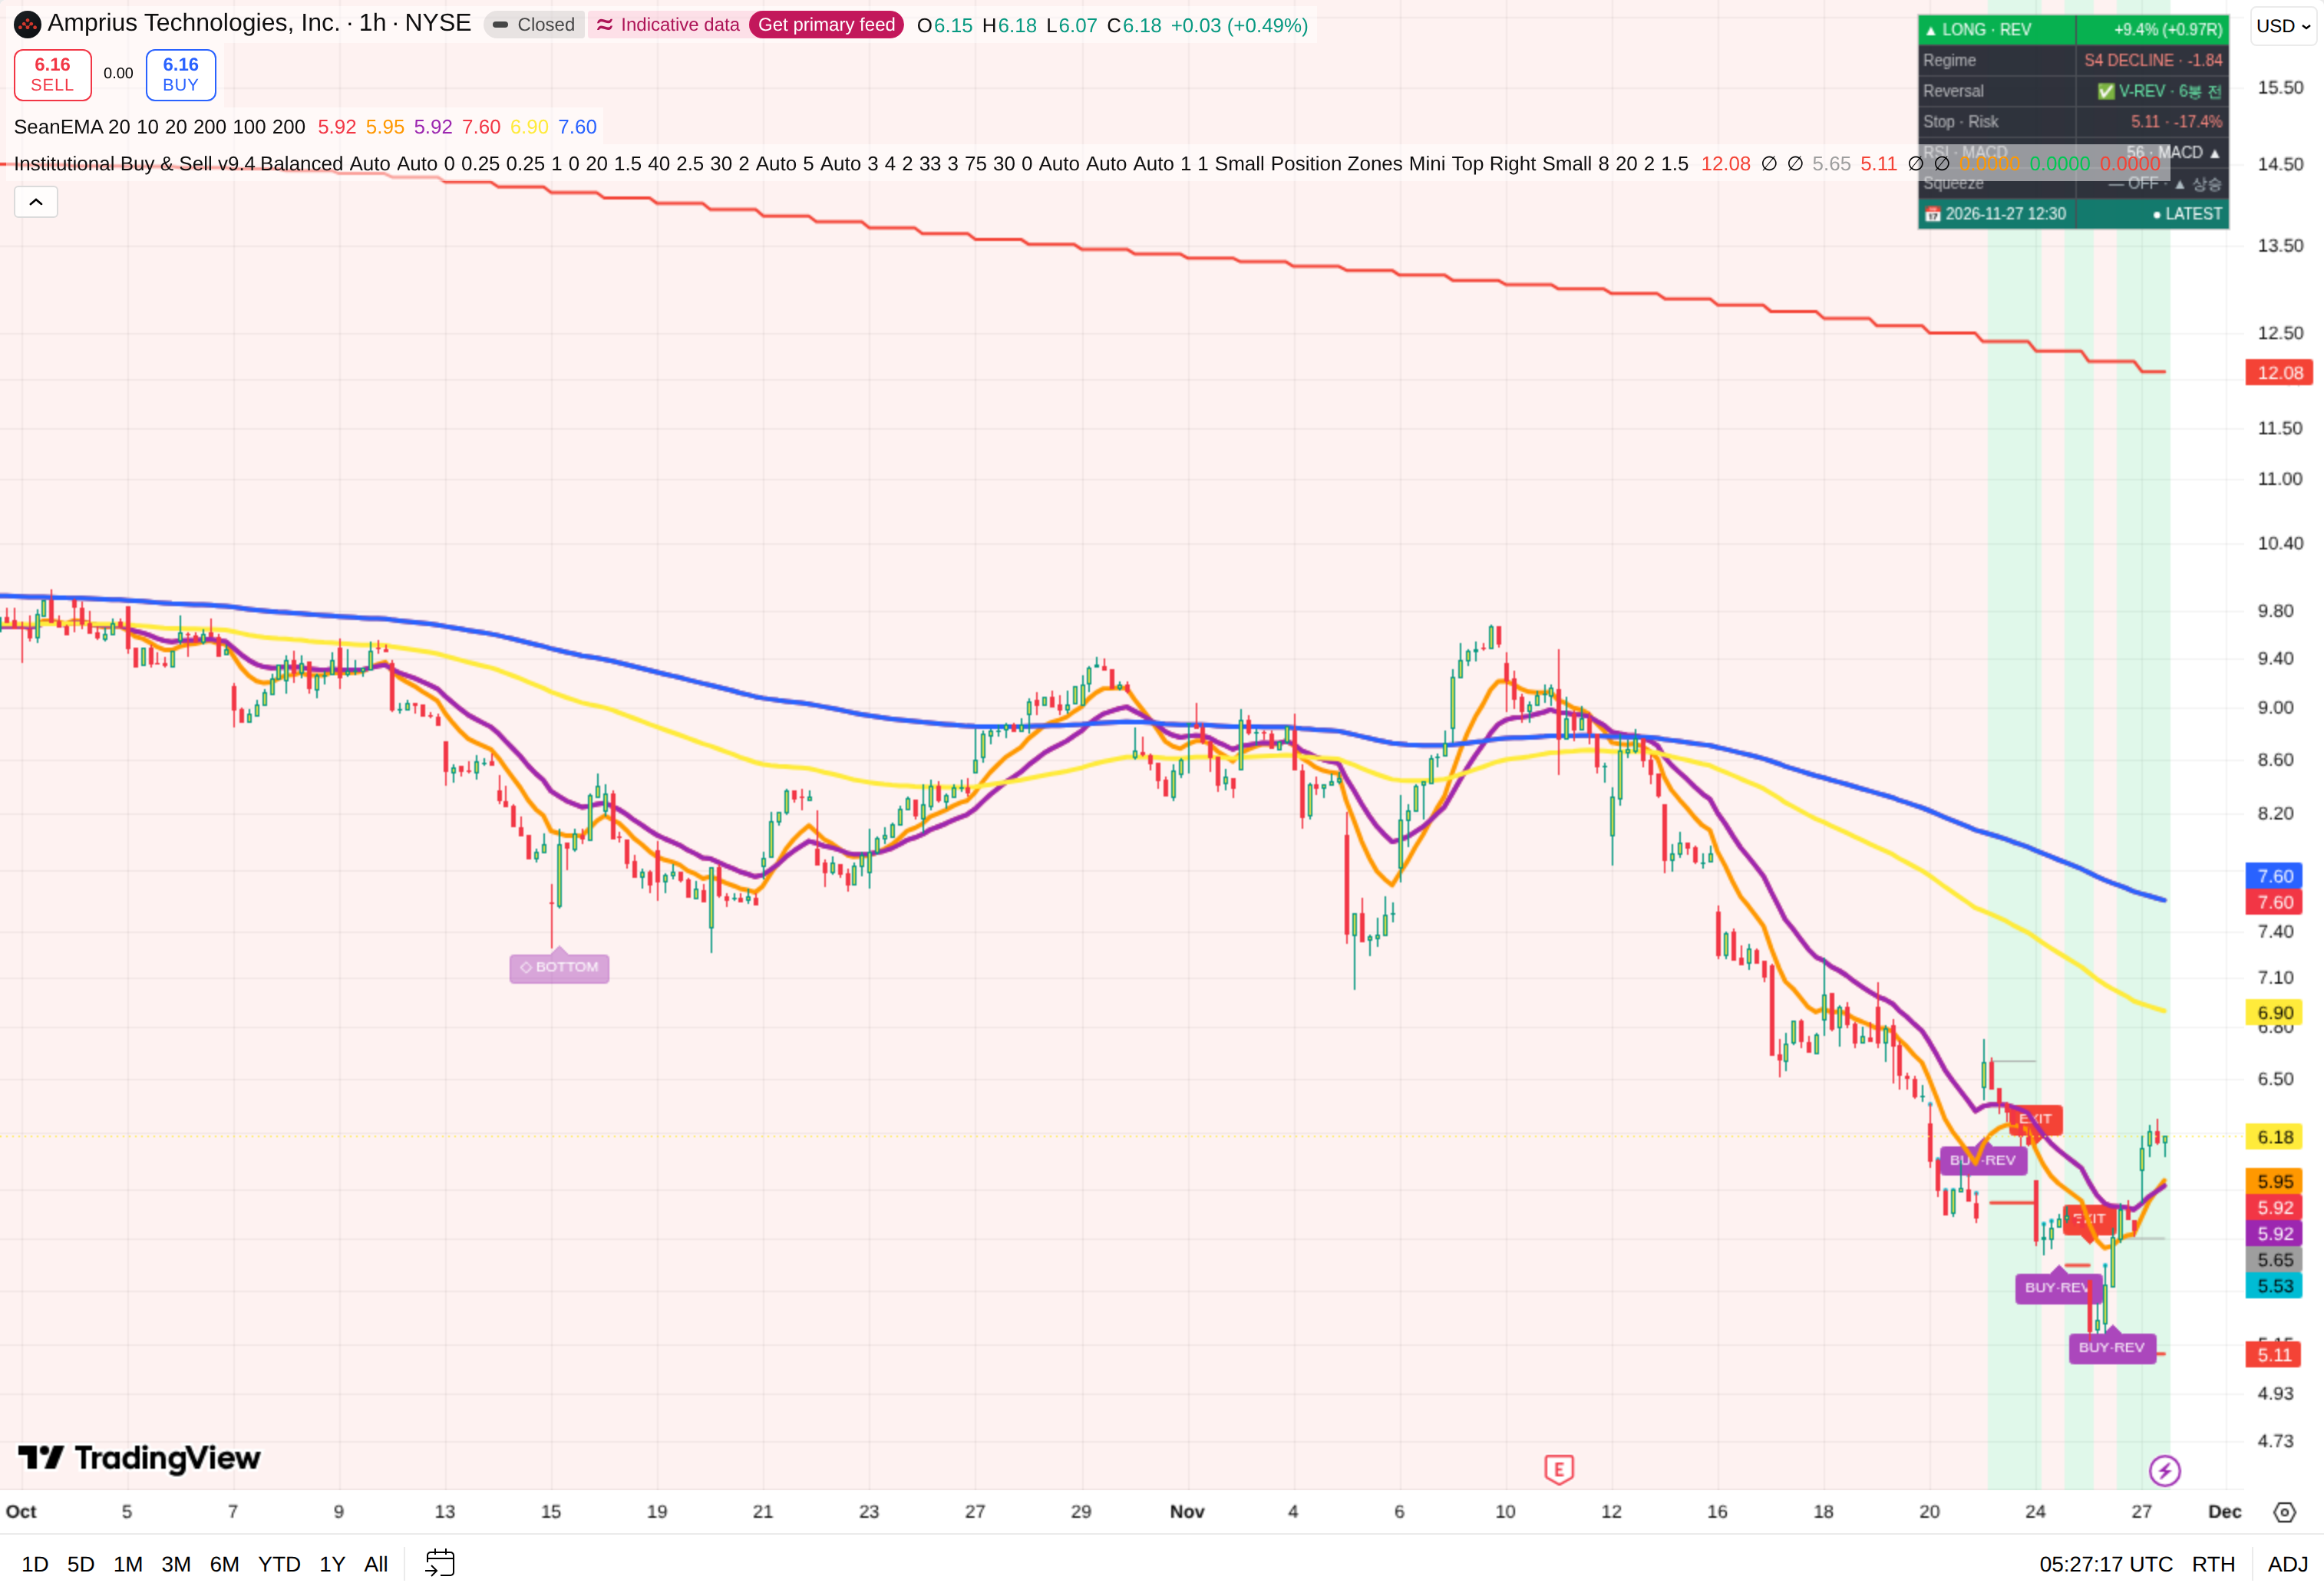 Amprius Technologies, Inc. · 1h · NYSE Closed Indicative data Get primary feed O6.15 H6.18 L6.07 C6.18 +0.03 (+0.49%)
6.16 SELL 0.00 6.16 BUY
SeanEMA 20 10 20 200 100 200 5.92 5.95 5.92 7.60 6.90 7.60
Institutional Buy & Sell v9.4 Balanced Auto Auto 0 0.25 0.25 1 0 20 1.5 40 2.5 30 2 Auto 5 Auto 3 4 2 33 3 75 30 0 Auto Auto Auto 1 1 Small Position Zones Mini Top Right Small 8 20 2 1.5 12.08 ∅ ∅ 5.65 5.11 ∅ ∅ 0.0000 0.0000 0.0000
▲ LONG · REV +9.4% (+0.97R)
Regime S4 DECLINE · -1.84
Reversal ✅ V-REV · 6봉 전
Stop · Risk 5.11 · -17.4%
RSI · MACD 56 · MACD ▲
Squeeze — OFF · ▲ 상승
📅 2026-11-27 12:30 ● LATEST
USD
15.50
14.50
13.50
12.50
12.08
11.50
11.00
10.40
9.80
9.40
9.00
8.60
8.20
7.60
7.60
7.40
7.10
6.90
6.80
6.50
6.18
5.95
5.92
5.92
5.65
5.53
5.11
4.93
4.73
◇ BOTTOM
EXIT
BUY-REV
EXIT
BUY-REV
BUY-REV
TradingView
E
Oct 5 7 9 13 15 19 21 23 27 29 Nov 4 6 10 12 16 18 20 24 27 Dec
1D 5D 1M 3M 6M YTD 1Y All 05:27:17 UTC RTH ADJ